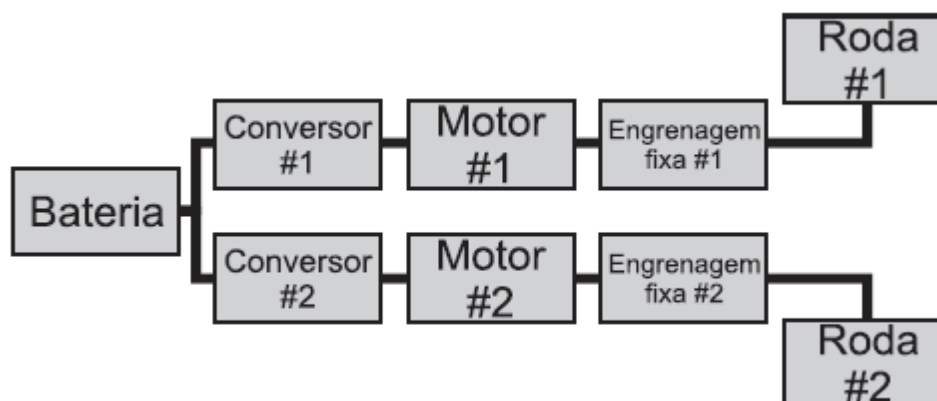 Roda
#1
Conversor
#1
Motor
#1
Engrenagem
fixa #1
Bateria
Conversor
#2
Motor
#2
Engrenagem
fixa #2
Roda
#2